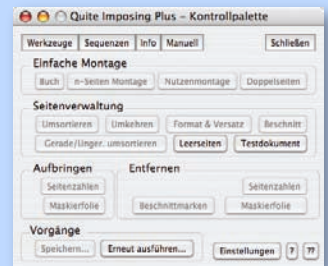 Quite Imposing Plus – Kontrollpalette
Werkzeuge Sequenzen Info Manuell Schließen
Einfache Montage
Buch n-Seiten Montage Nutzenmontage Doppelseiten
Seitenverwaltung
Umsortieren Umkehren Format & Versatz Beschnitt
Gerade/Unger. umsortieren Leerseiten Testdokument
Aufbringen Entfernen
Seitenzahlen Seitenzahlen
Maskierfolie Beschnittmarken Maskierfolie
Vorgänge
Speichern... Erneut ausführen... Einstellungen ? ??